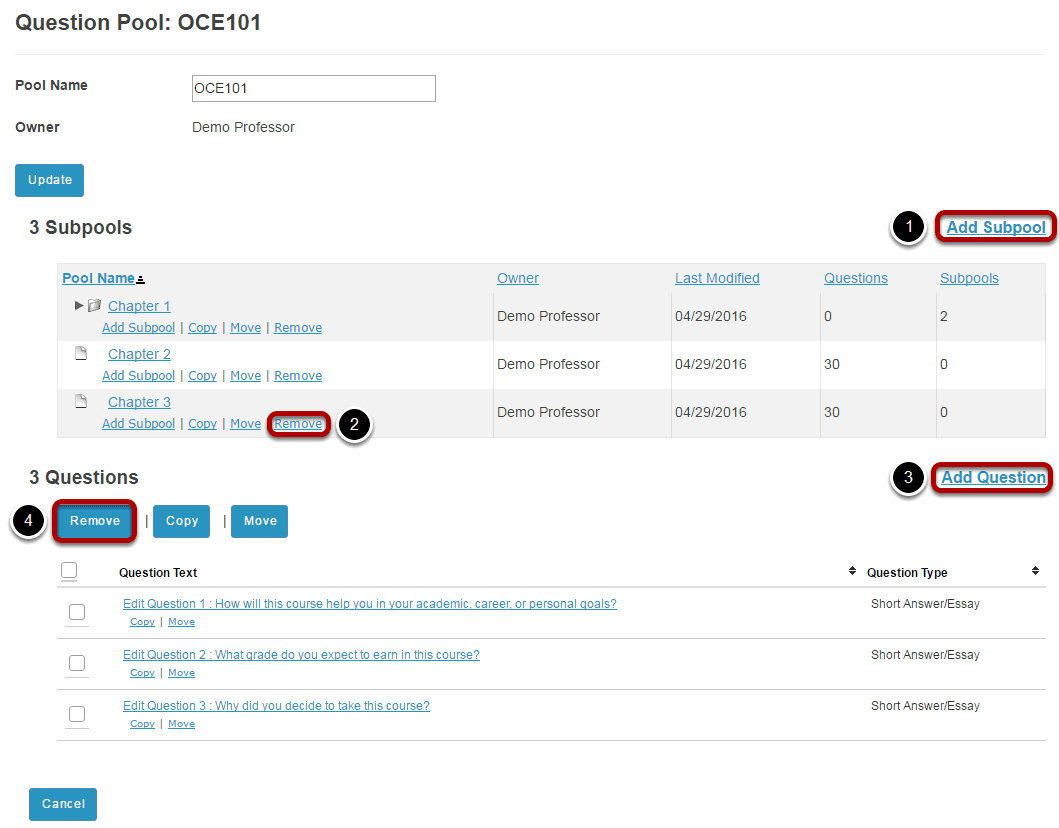 Question Pool: OCE101
Pool Name
OCE101
Owner
Demo Professor
Update
3 Subpools
1
Add Subpool
Pool Name Owner Last Modified Questions Subpools
Chapter 1
Add Subpool | Copy | Move | Remove
Demo Professor 04/29/2016 0 2
Chapter 2
Add Subpool | Copy | Move | Remove
Demo Professor 04/29/2016 30 0
Chapter 3
Add Subpool | Copy | Move | Remove
2
Demo Professor 04/29/2016 30 0
3 Questions
3
Add Question
4
Remove | Copy | Move
Question Text Question Type
Edit Question 1 : How will this course help you in your academic, career, or personal goals? Short Answer/Essay
Copy | Move
Edit Question 2 : What grade do you expect to earn in this course? Short Answer/Essay
Copy | Move
Edit Question 3 : Why did you decide to take this course? Short Answer/Essay
Copy | Move
Cancel